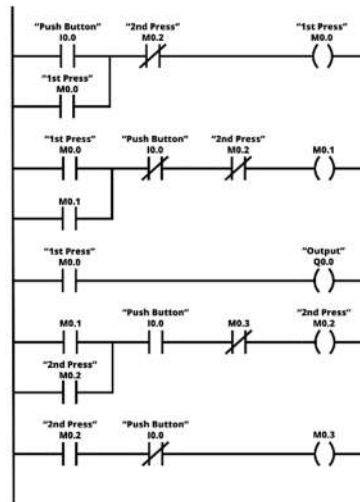 "Push Button" "2nd Press" "1st Press"
I0.0 M0.2 M0.0
"1st Press"
M0.0
"1st Press" "Push Button" "2nd Press"
M0.0 I0.0 M0.2 M0.1
M0.1
"1st Press" "Output"
M0.0 Q0.0
"Push Button" "2nd Press"
M0.1 I0.0 M0.3 M0.2
"2nd Press"
M0.2
"2nd Press" "Push Button"
M0.2 I0.0 M0.3